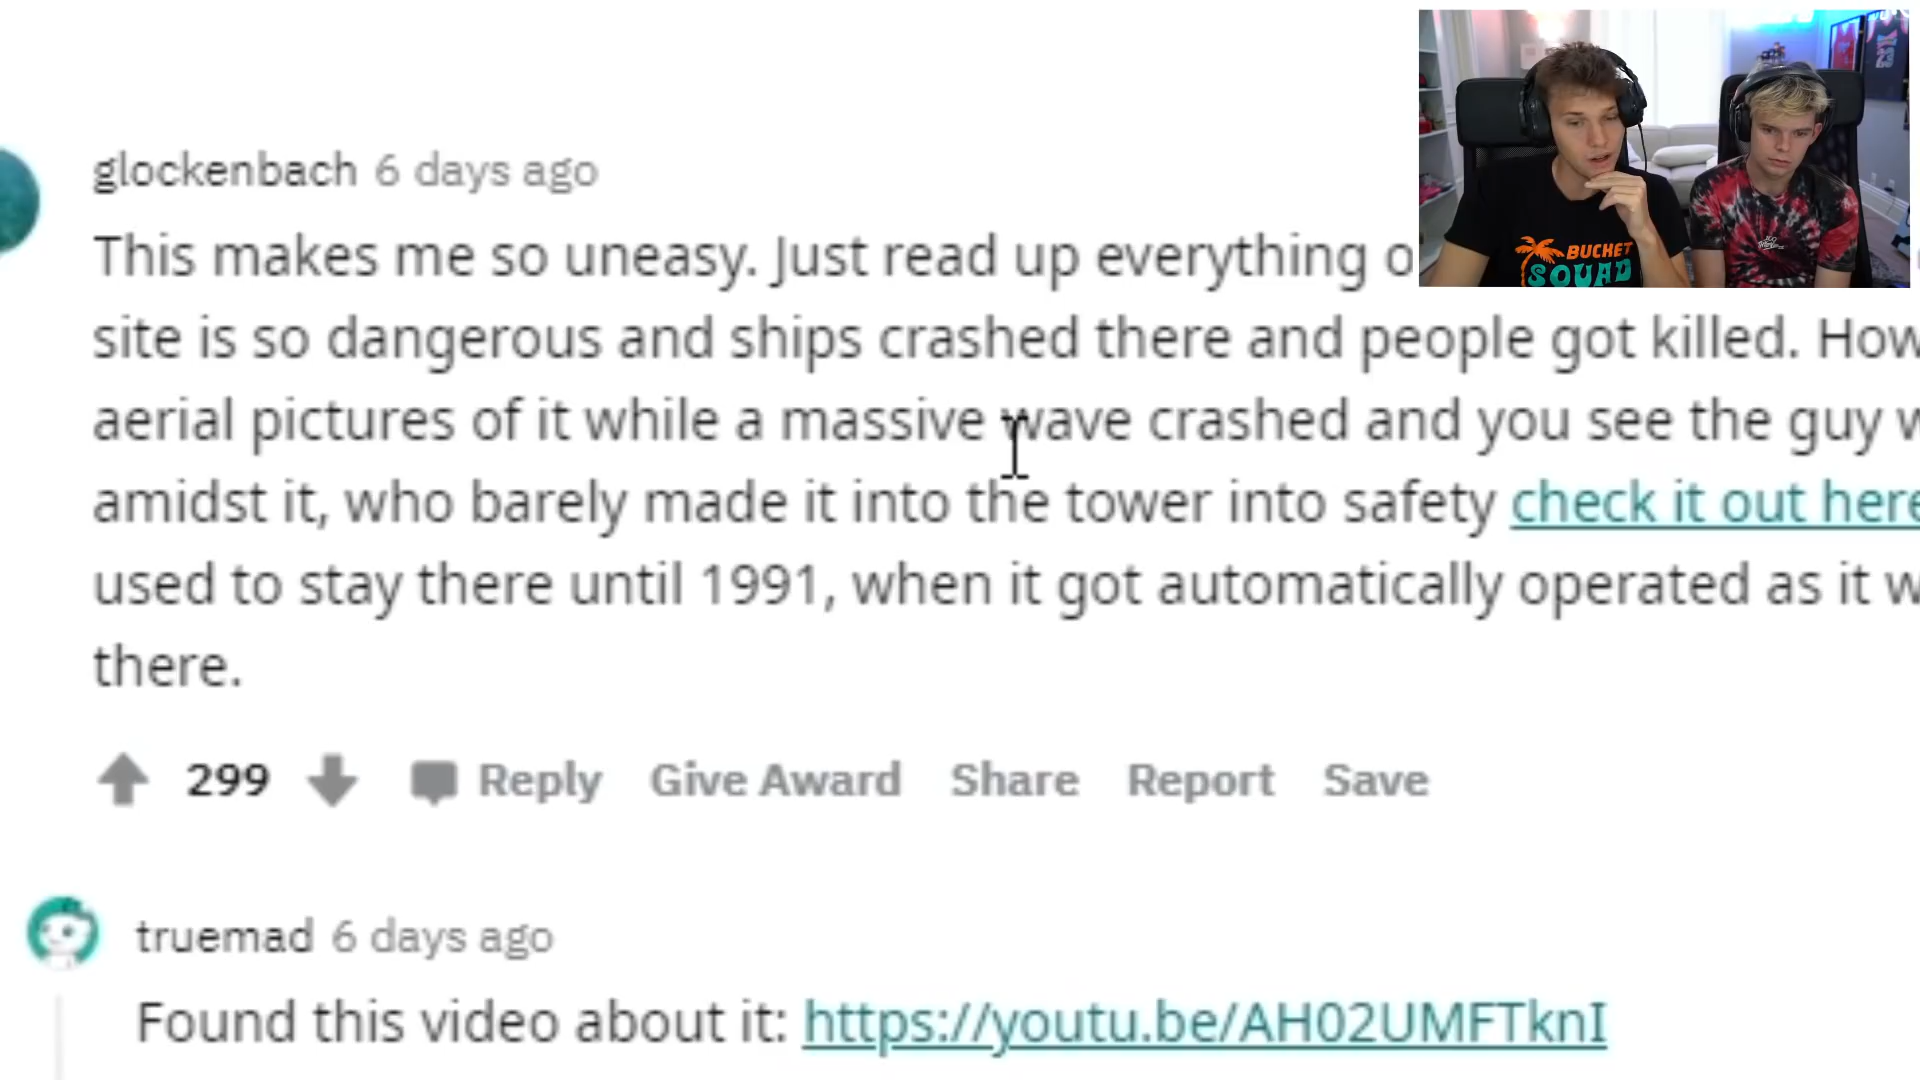 glockenbach 6 days ago
This makes me so uneasy. Just read up everything
site is so dangerous and ships crashed there and people got killed. How
aerial pictures of it while a massive wave crashed and you see the guy
amidst it, who barely made it into the tower into safety check it out here
used to stay there until 1991, when it got automatically operated as it
there.
299 Reply Give Award Share Report Save
truemad 6 days ago
Found this video about it: https://youtu.be/AH02UMFTknI
BUCKET
SQUAD